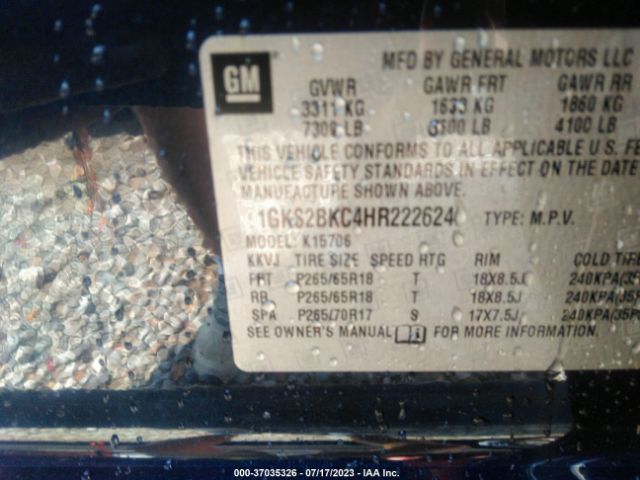 GM
MFD BY GENERAL MOTORS LLC
GVWR GAWR FRT GAWR RR
3311 KG 1633 KG 1860 KG
7300 LB 3600 LB 4100 LB
THIS VEHICLE CONFORMS TO ALL APPLICABLE U.S. FE
VEHICLE SAFETY STANDARDS IN EFFECT ON THE DATE
MANUFACTURE SHOWN ABOVE.
1GKS2BKC4HR222624 TYPE: M.P.V.
MODEL: K15706
KKVJ TIRE SIZE SPEED RTG RIM COLD TIRE
FRT P265/65R18 T 18X8.5J 240KPA(35P
RR P265/65R18 T 18X8.5J 240KPA(35P
SPA P265/70R17 S 17X7.5J 240KPA(35P
SEE OWNER'S MANUAL FOR MORE INFORMATION.
000-37035326 - 07/17/2023 - IAA Inc.